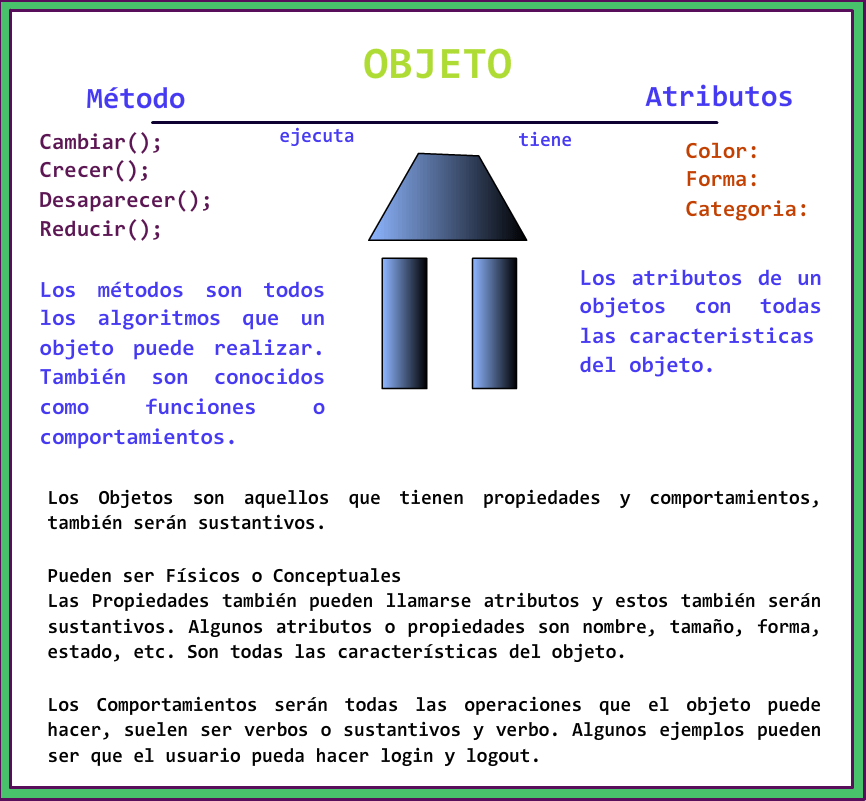 OBJETO
Método
Atributos
ejecuta
tiene
Cambiar();
Crecer();
Desaparecer();
Reducir();
Color:
Forma:
Categoria:
Los métodos son todos
los algoritmos que un
objeto puede realizar.
También son conocidos
como funciones o
comportamientos.
Los atributos de un
objetos con todas
las caracteristicas
del objeto.
Los Objetos son aquellos que tienen propiedades y comportamientos,
también serán sustantivos.
Pueden ser Físicos o Conceptuales
Las Propiedades también pueden llamarse atributos y estos también serán
sustantivos. Algunos atributos o propiedades son nombre, tamaño, forma,
estado, etc. Son todas las características del objeto.
Los Comportamientos serán todas las operaciones que el objeto puede
hacer, suelen ser verbos o sustantivos y verbo. Algunos ejemplos pueden
ser que el usuario pueda hacer login y logout.